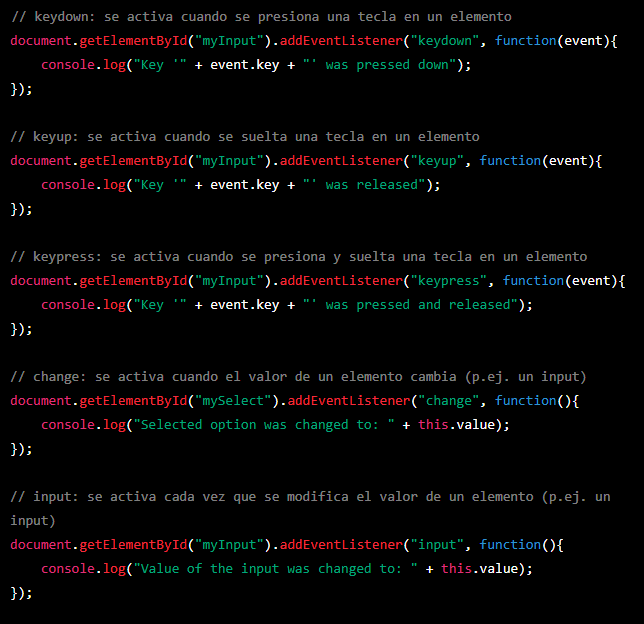 // keydown: se activa cuando se presiona una tecla en un elemento
document.getElementById("myInput").addEventListener("keydown", function(event){
    console.log("Key '" + event.key + "' was pressed down");
});

// keyup: se activa cuando se suelta una tecla en un elemento
document.getElementById("myInput").addEventListener("keyup", function(event){
    console.log("Key '" + event.key + "' was released");
});

// keypress: se activa cuando se presiona y suelta una tecla en un elemento
document.getElementById("myInput").addEventListener("keypress", function(event){
    console.log("Key '" + event.key + "' was pressed and released");
});

// change: se activa cuando el valor de un elemento cambia (p.ej. un input)
document.getElementById("mySelect").addEventListener("change", function(){
    console.log("Selected option was changed to: " + this.value);
});

// input: se activa cada vez que se modifica el valor de un elemento (p.ej. un
input)
document.getElementById("myInput").addEventListener("input", function(){
    console.log("Value of the input was changed to: " + this.value);
});